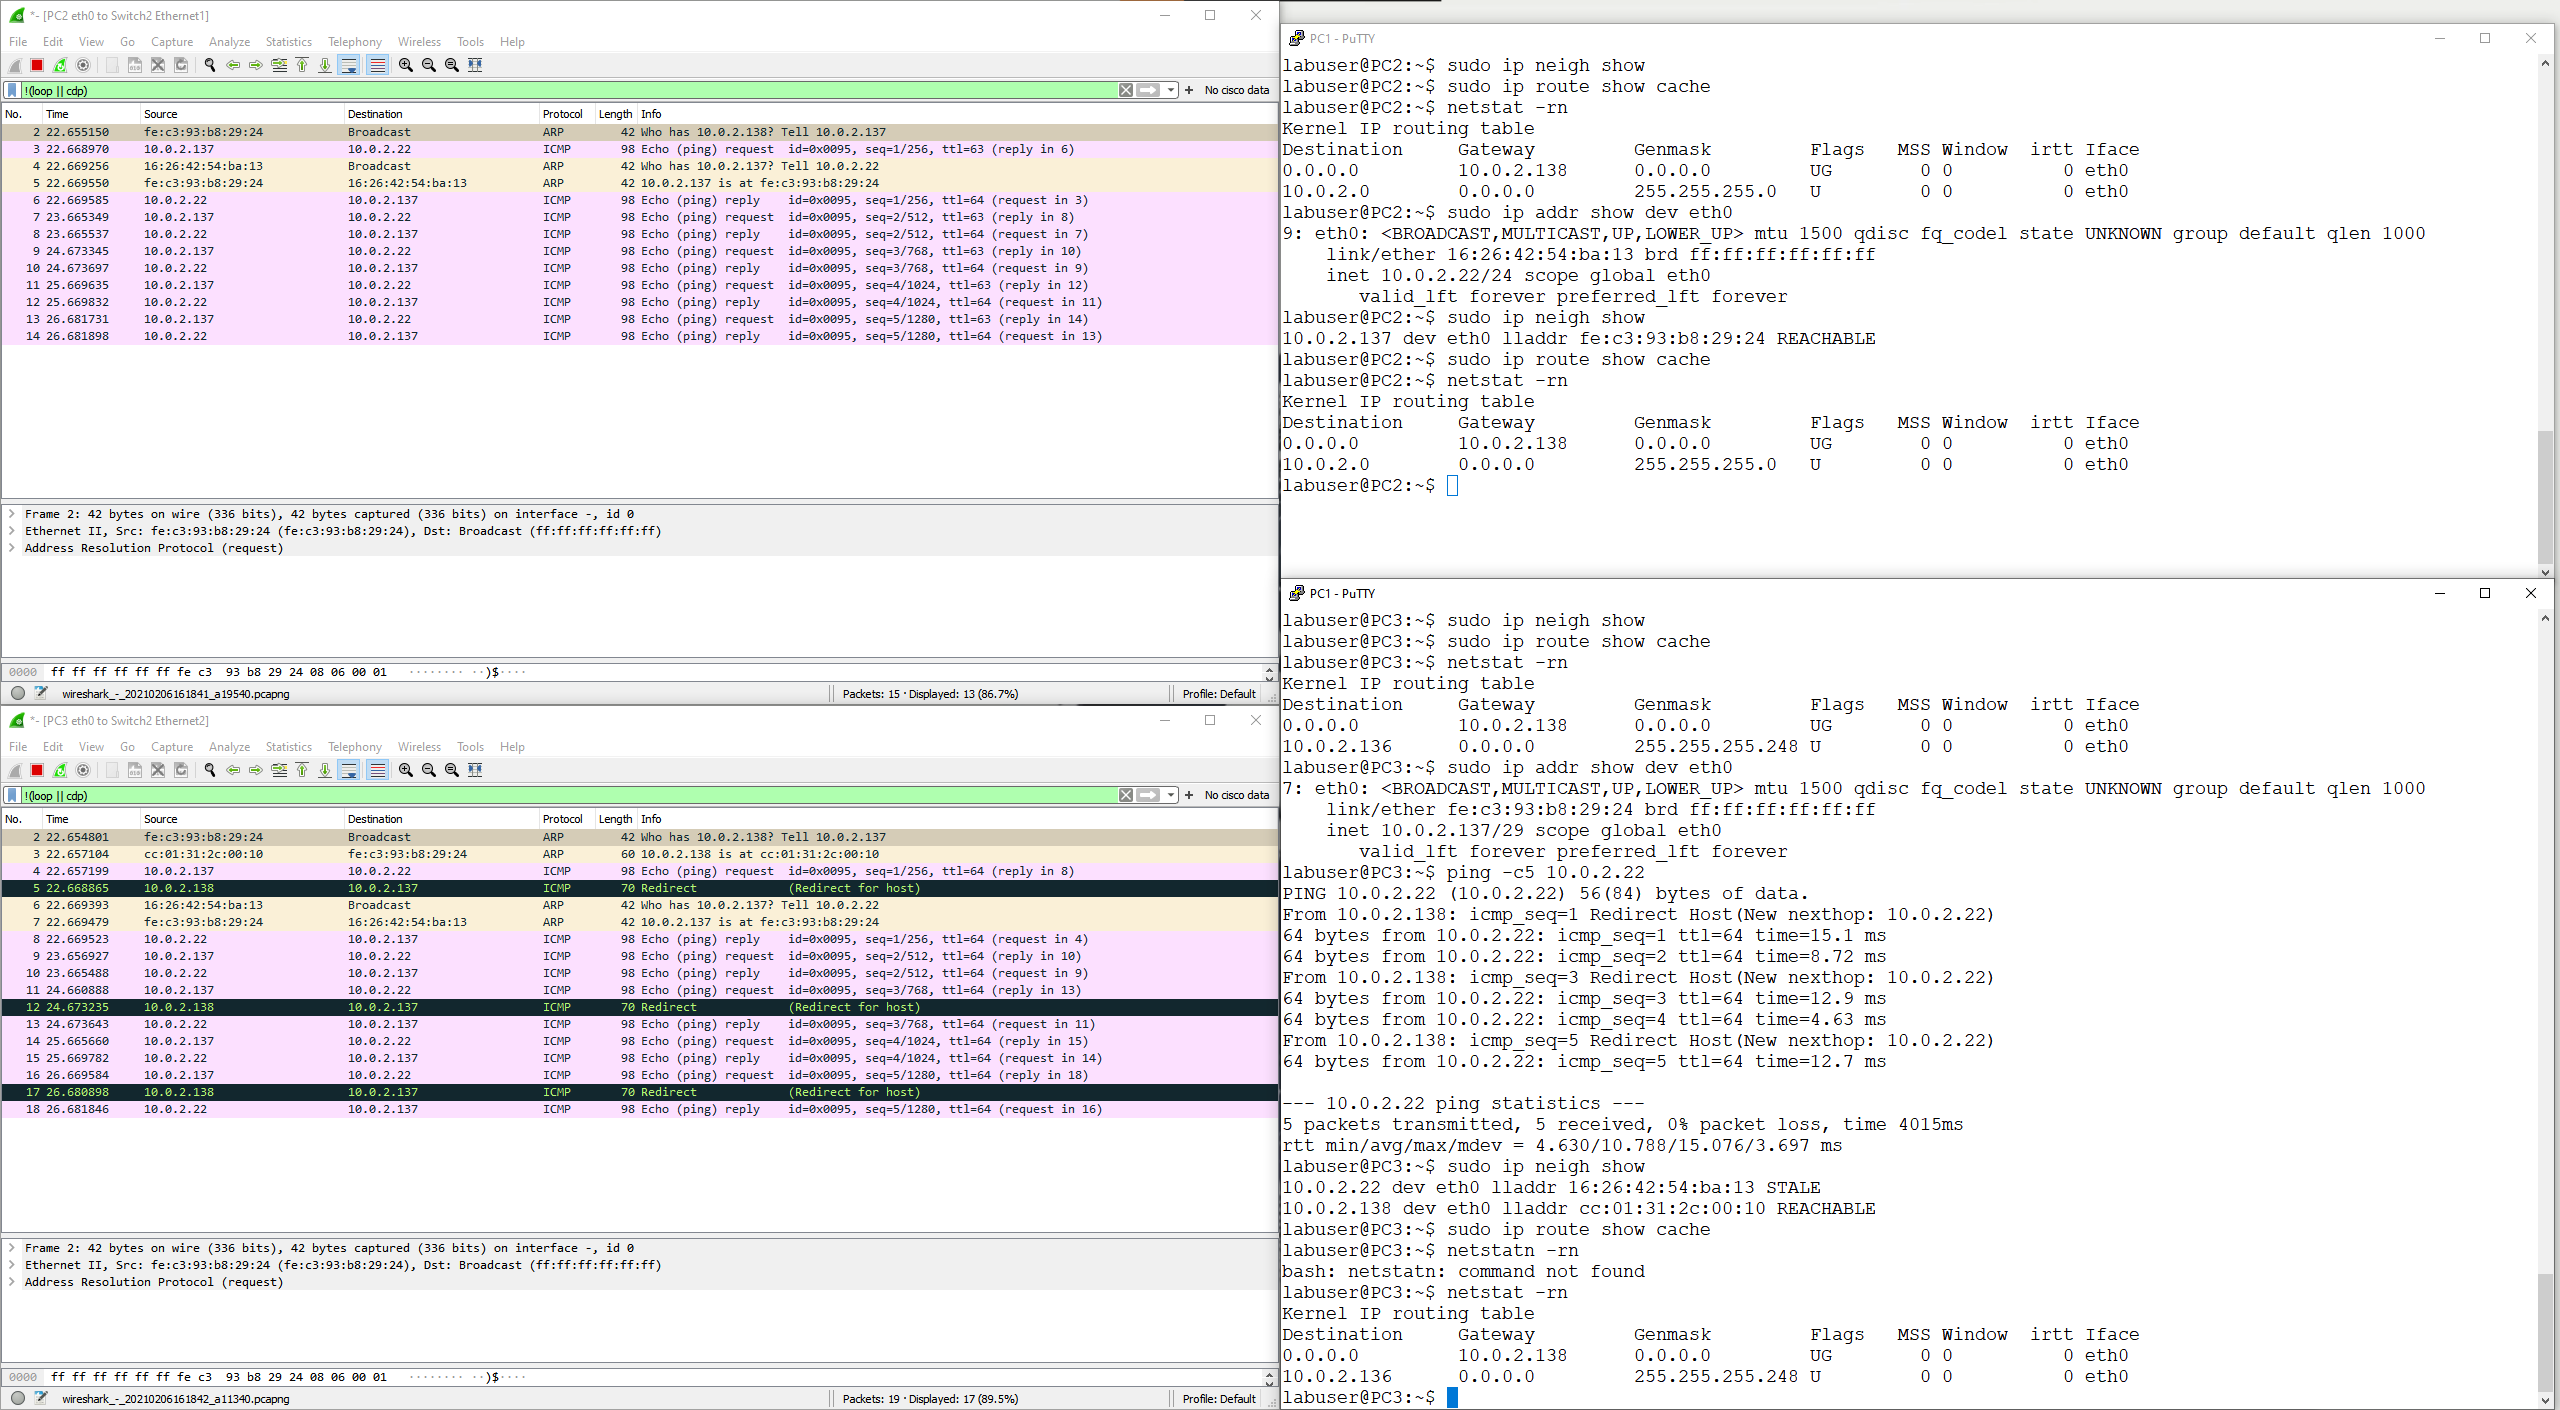 *- [PC2 eth0 to Switch2 Ethernet1]
File Edit View Go Capture Analyze Statistics Telephony Wireless Tools Help
!(loop || cdp)
No cisco data
No. Time Source Destination Protocol Length Info
2 22.655150 fe:c3:93:b8:29:24 Broadcast ARP 42 Who has 10.0.2.138? Tell 10.0.2.137
3 22.668970 10.0.2.137 10.0.2.22 ICMP 98 Echo (ping) request id=0x0095, seq=1/256, ttl=63 (reply in 6)
4 22.669256 16:26:42:54:ba:13 Broadcast ARP 42 Who has 10.0.2.137? Tell 10.0.2.22
5 22.669550 fe:c3:93:b8:29:24 16:26:42:54:ba:13 ARP 42 10.0.2.137 is at fe:c3:93:b8:29:24
6 22.669585 10.0.2.22 10.0.2.137 ICMP 98 Echo (ping) reply id=0x0095, seq=1/256, ttl=64 (request in 3)
7 23.665349 10.0.2.137 10.0.2.22 ICMP 98 Echo (ping) request id=0x0095, seq=2/512, ttl=63 (reply in 8)
8 23.665537 10.0.2.22 10.0.2.137 ICMP 98 Echo (ping) reply id=0x0095, seq=2/512, ttl=64 (request in 7)
9 24.673345 10.0.2.137 10.0.2.22 ICMP 98 Echo (ping) request id=0x0095, seq=3/768, ttl=63 (reply in 10)
10 24.673697 10.0.2.22 10.0.2.137 ICMP 98 Echo (ping) reply id=0x0095, seq=3/768, ttl=64 (request in 9)
11 25.669635 10.0.2.137 10.0.2.22 ICMP 98 Echo (ping) request id=0x0095, seq=4/1024, ttl=63 (reply in 12)
12 25.669832 10.0.2.22 10.0.2.137 ICMP 98 Echo (ping) reply id=0x0095, seq=4/1024, ttl=64 (request in 11)
13 26.681731 10.0.2.137 10.0.2.22 ICMP 98 Echo (ping) request id=0x0095, seq=5/1280, ttl=63 (reply in 14)
14 26.681898 10.0.2.22 10.0.2.137 ICMP 98 Echo (ping) reply id=0x0095, seq=5/1280, ttl=64 (request in 13)
Frame 2: 42 bytes on wire (336 bits), 42 bytes captured (336 bits) on interface -, id 0
Ethernet II, Src: fe:c3:93:b8:29:24 (fe:c3:93:b8:29:24), Dst: Broadcast (ff:ff:ff:ff:ff:ff)
Address Resolution Protocol (request)
0000 ff ff ff ff ff ff fe c3 93 b8 29 24 08 06 00 01 ········ ··)$····
wireshark_-_20210206161841_a19540.pcapng
Packets: 15 · Displayed: 13 (86.7%)
Profile: Default
*- [PC3 eth0 to Switch2 Ethernet2]
File Edit View Go Capture Analyze Statistics Telephony Wireless Tools Help
!(loop || cdp)
No cisco data
No. Time Source Destination Protocol Length Info
2 22.654801 fe:c3:93:b8:29:24 Broadcast ARP 42 Who has 10.0.2.138? Tell 10.0.2.137
3 22.657104 cc:01:31:2c:00:10 fe:c3:93:b8:29:24 ARP 60 10.0.2.138 is at cc:01:31:2c:00:10
4 22.657199 10.0.2.137 10.0.2.22 ICMP 98 Echo (ping) request id=0x0095, seq=1/256, ttl=64 (reply in 8)
5 22.668865 10.0.2.138 10.0.2.137 ICMP 70 Redirect (Redirect for host)
6 22.669393 16:26:42:54:ba:13 Broadcast ARP 42 Who has 10.0.2.137? Tell 10.0.2.22
7 22.669479 fe:c3:93:b8:29:24 16:26:42:54:ba:13 ARP 42 10.0.2.137 is at fe:c3:93:b8:29:24
8 22.669523 10.0.2.22 10.0.2.137 ICMP 98 Echo (ping) reply id=0x0095, seq=1/256, ttl=64 (request in 4)
9 23.656927 10.0.2.137 10.0.2.22 ICMP 98 Echo (ping) request id=0x0095, seq=2/512, ttl=64 (reply in 10)
10 23.665488 10.0.2.22 10.0.2.137 ICMP 98 Echo (ping) reply id=0x0095, seq=2/512, ttl=64 (request in 9)
11 24.660888 10.0.2.137 10.0.2.22 ICMP 98 Echo (ping) request id=0x0095, seq=3/768, ttl=64 (reply in 13)
12 24.673235 10.0.2.138 10.0.2.137 ICMP 70 Redirect (Redirect for host)
13 24.673643 10.0.2.22 10.0.2.137 ICMP 98 Echo (ping) reply id=0x0095, seq=3/768, ttl=64 (request in 11)
14 25.665660 10.0.2.137 10.0.2.22 ICMP 98 Echo (ping) request id=0x0095, seq=4/1024, ttl=64 (reply in 15)
15 25.669782 10.0.2.22 10.0.2.137 ICMP 98 Echo (ping) reply id=0x0095, seq=4/1024, ttl=64 (request in 14)
16 26.669584 10.0.2.137 10.0.2.22 ICMP 98 Echo (ping) request id=0x0095, seq=5/1280, ttl=64 (reply in 18)
17 26.680898 10.0.2.138 10.0.2.137 ICMP 70 Redirect (Redirect for host)
18 26.681846 10.0.2.22 10.0.2.137 ICMP 98 Echo (ping) reply id=0x0095, seq=5/1280, ttl=64 (request in 16)
Frame 2: 42 bytes on wire (336 bits), 42 bytes captured (336 bits) on interface -, id 0
Ethernet II, Src: fe:c3:93:b8:29:24 (fe:c3:93:b8:29:24), Dst: Broadcast (ff:ff:ff:ff:ff:ff)
Address Resolution Protocol (request)
0000 ff ff ff ff ff ff fe c3 93 b8 29 24 08 06 00 01 ········ ··)$····
wireshark_-_20210206161842_a11340.pcapng
Packets: 19 · Displayed: 17 (89.5%)
Profile: Default
PC1 - PuTTY
labuser@PC2:~$ sudo ip neigh show
labuser@PC2:~$ sudo ip route show cache
labuser@PC2:~$ netstat -rn
Kernel IP routing table
Destination Gateway Genmask Flags MSS Window irtt Iface
0.0.0.0 10.0.2.138 0.0.0.0 UG 0 0 0 eth0
10.0.2.0 0.0.0.0 255.255.255.0 U 0 0 0 eth0
labuser@PC2:~$ sudo ip addr show dev eth0
9: eth0: <BROADCAST,MULTICAST,UP,LOWER_UP> mtu 1500 qdisc fq_codel state UNKNOWN group default qlen 1000
link/ether 16:26:42:54:ba:13 brd ff:ff:ff:ff:ff:ff
inet 10.0.2.22/24 scope global eth0
valid_lft forever preferred_lft forever
labuser@PC2:~$ sudo ip neigh show
10.0.2.137 dev eth0 lladdr fe:c3:93:b8:29:24 REACHABLE
labuser@PC2:~$ sudo ip route show cache
labuser@PC2:~$ netstat -rn
Kernel IP routing table
Destination Gateway Genmask Flags MSS Window irtt Iface
0.0.0.0 10.0.2.138 0.0.0.0 UG 0 0 0 eth0
10.0.2.0 0.0.0.0 255.255.255.0 U 0 0 0 eth0
labuser@PC2:~$
PC1 - PuTTY
labuser@PC3:~$ sudo ip neigh show
labuser@PC3:~$ sudo ip route show cache
labuser@PC3:~$ netstat -rn
Kernel IP routing table
Destination Gateway Genmask Flags MSS Window irtt Iface
0.0.0.0 10.0.2.138 0.0.0.0 UG 0 0 0 eth0
10.0.2.136 0.0.0.0 255.255.255.248 U 0 0 0 eth0
labuser@PC3:~$ sudo ip addr show dev eth0
7: eth0: <BROADCAST,MULTICAST,UP,LOWER_UP> mtu 1500 qdisc fq_codel state UNKNOWN group default qlen 1000
link/ether fe:c3:93:b8:29:24 brd ff:ff:ff:ff:ff:ff
inet 10.0.2.137/29 scope global eth0
valid_lft forever preferred_lft forever
labuser@PC3:~$ ping -c5 10.0.2.22
PING 10.0.2.22 (10.0.2.22) 56(84) bytes of data.
From 10.0.2.138: icmp_seq=1 Redirect Host(New nexthop: 10.0.2.22)
64 bytes from 10.0.2.22: icmp_seq=1 ttl=64 time=15.1 ms
64 bytes from 10.0.2.22: icmp_seq=2 ttl=64 time=8.72 ms
From 10.0.2.138: icmp_seq=3 Redirect Host(New nexthop: 10.0.2.22)
64 bytes from 10.0.2.22: icmp_seq=3 ttl=64 time=12.9 ms
64 bytes from 10.0.2.22: icmp_seq=4 ttl=64 time=4.63 ms
From 10.0.2.138: icmp_seq=5 Redirect Host(New nexthop: 10.0.2.22)
64 bytes from 10.0.2.22: icmp_seq=5 ttl=64 time=12.7 ms
--- 10.0.2.22 ping statistics ---
5 packets transmitted, 5 received, 0% packet loss, time 4015ms
rtt min/avg/max/mdev = 4.630/10.788/15.076/3.697 ms
labuser@PC3:~$ sudo ip neigh show
10.0.2.22 dev eth0 lladdr 16:26:42:54:ba:13 STALE
10.0.2.138 dev eth0 lladdr cc:01:31:2c:00:10 REACHABLE
labuser@PC3:~$ sudo ip route show cache
labuser@PC3:~$ netstatn -rn
bash: netstatn: command not found
labuser@PC3:~$ netstat -rn
Kernel IP routing table
Destination Gateway Genmask Flags MSS Window irtt Iface
0.0.0.0 10.0.2.138 0.0.0.0 UG 0 0 0 eth0
10.0.2.136 0.0.0.0 255.255.255.248 U 0 0 0 eth0
labuser@PC3:~$